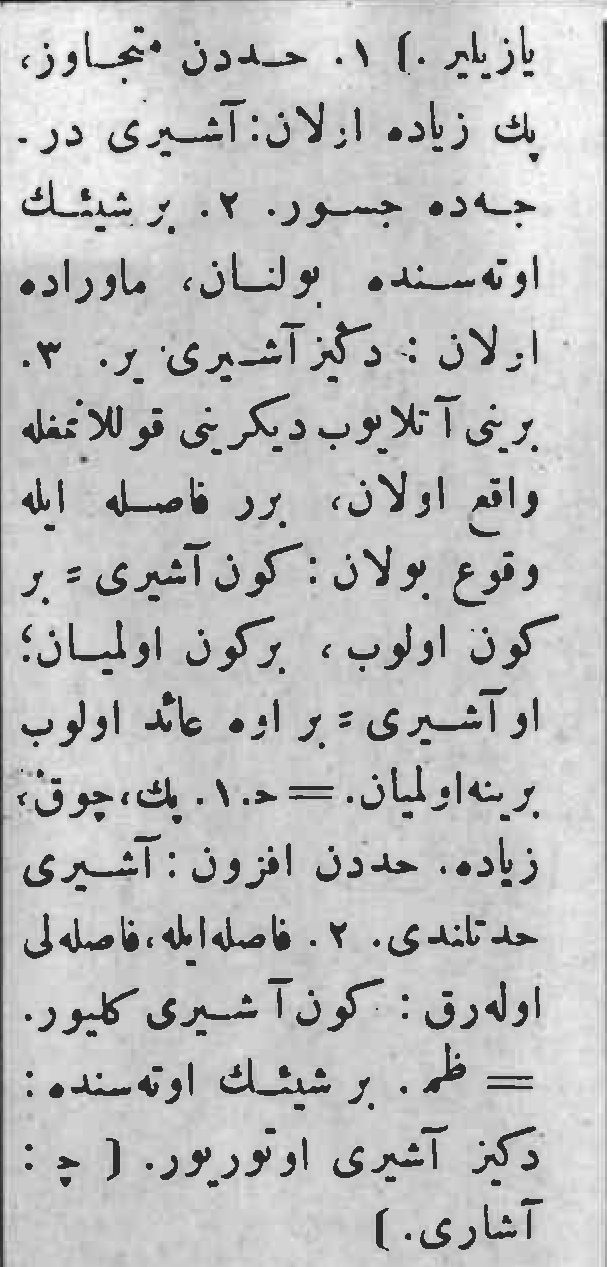 یازیلیر.] ۱. حددن متجاوز،
پك زیاده اولان: آشیری در-
جه‌ده جسور. ۲. بر شیئك
اوته‌سنده بولنان، ماوراده
اولان : دڭیز آشیری یر. ۳.
برینی آتلایوب دیكرینی قوللانمغله
واقع اولان، برر فاصله ایله
وقوع بولان : كون آشیری = بر
كون اولوب، بركون اولمیان؛
او آشیری = بر اوه عائد اولوب
برینه اولمیان. = حـ. ۱. پك، چوق،
زیاده. حددن افزون : آشیری
حدتلندی. ۲. فاصله ایله، فاصله‌لی
اوله‌رق : كون آشیری كلیور.
= ظم. بر شیئك اوته‌سنده :
دكیز آشیری اوتوریور. [ چ :
آشاری. ]